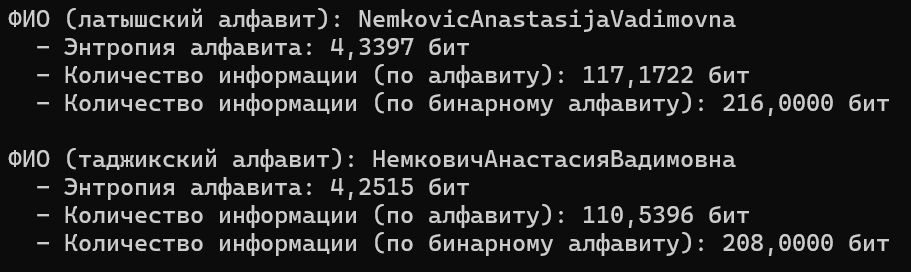 ФИО (латышский алфавит): NemkovicAnastasijaVadimovna
- Энтропия алфавита: 4,3397 бит
- Количество информации (по алфавиту): 117,1722 бит
- Количество информации (по бинарному алфавиту): 216,0000 бит
ФИО (таджикский алфавит): НемковичАнастасияВадимовна
- Энтропия алфавита: 4,2515 бит
- Количество информации (по алфавиту): 110,5396 бит
- Количество информации (по бинарному алфавиту): 208,0000 бит